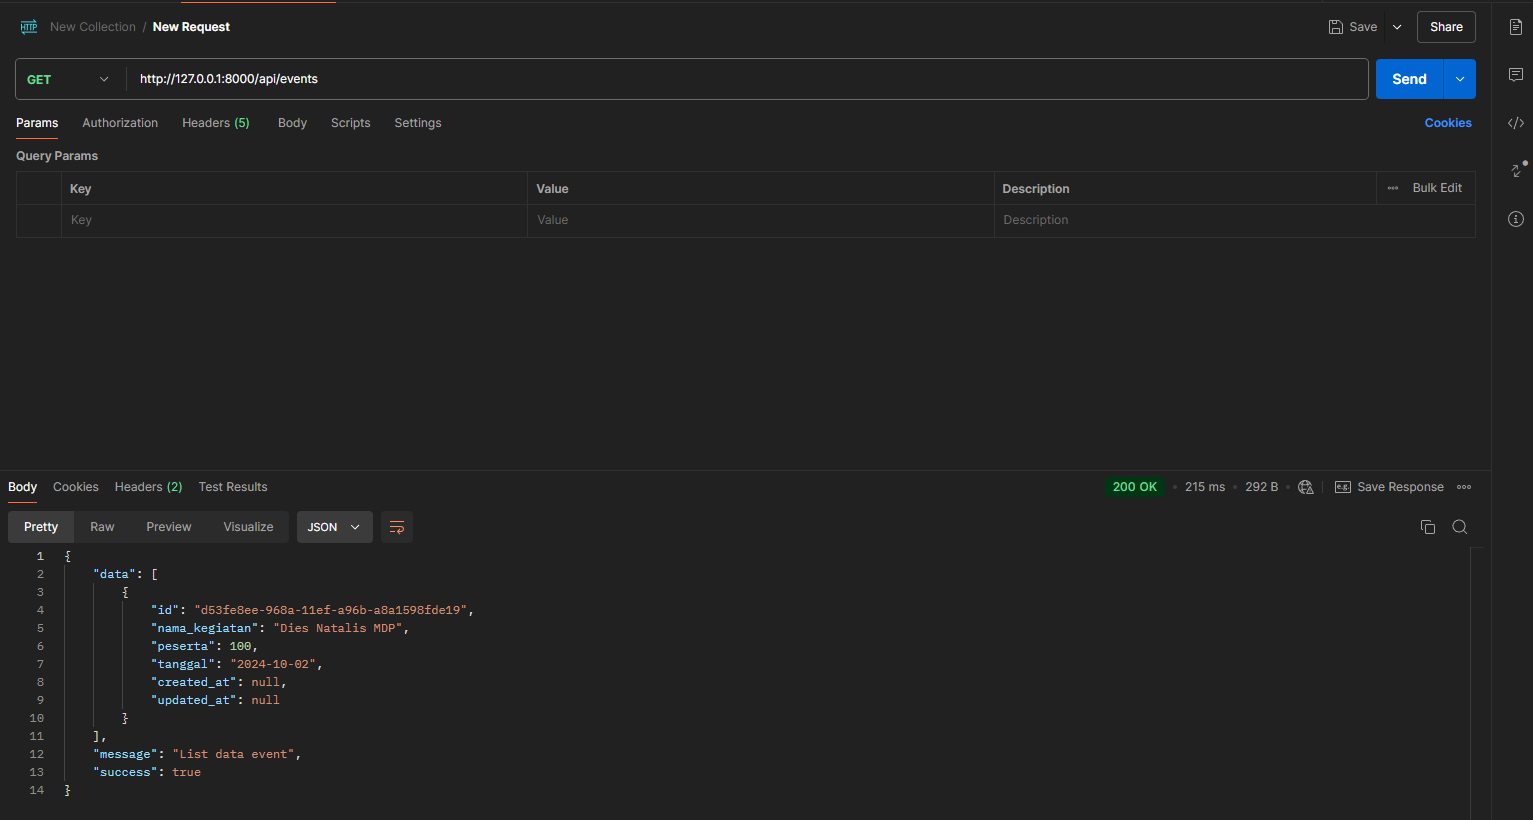 HTTP New Collection / New Request Save Share
GET http://127.0.0.1:8000/api/events Send
Params Authorization Headers (5) Body Scripts Settings Cookies
Query Params
Key Value Description Bulk Edit
Key Value Description
Body Cookies Headers (2) Test Results 200 OK 215 ms 292 B e.g. Save Response
Pretty Raw Preview Visualize JSON
1 {
2 "data": [
3 {
4 "id": "d53fe8ee-968a-11ef-a96b-a8a1598fde19",
5 "nama_kegiatan": "Dies Natalis MDP",
6 "peserta": 100,
7 "tanggal": "2024-10-02",
8 "created_at": null,
9 "updated_at": null
10 }
11 ],
12 "message": "List data event",
13 "success": true
14 }